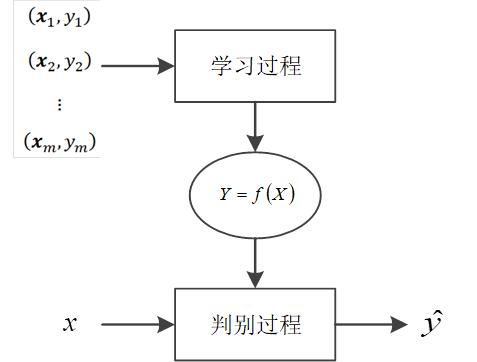 (x₁, y₁)
(x₂, y₂)
⋮
(xₘ, yₘ)
学习过程
Y = f(X)
x
判别过程
ŷ